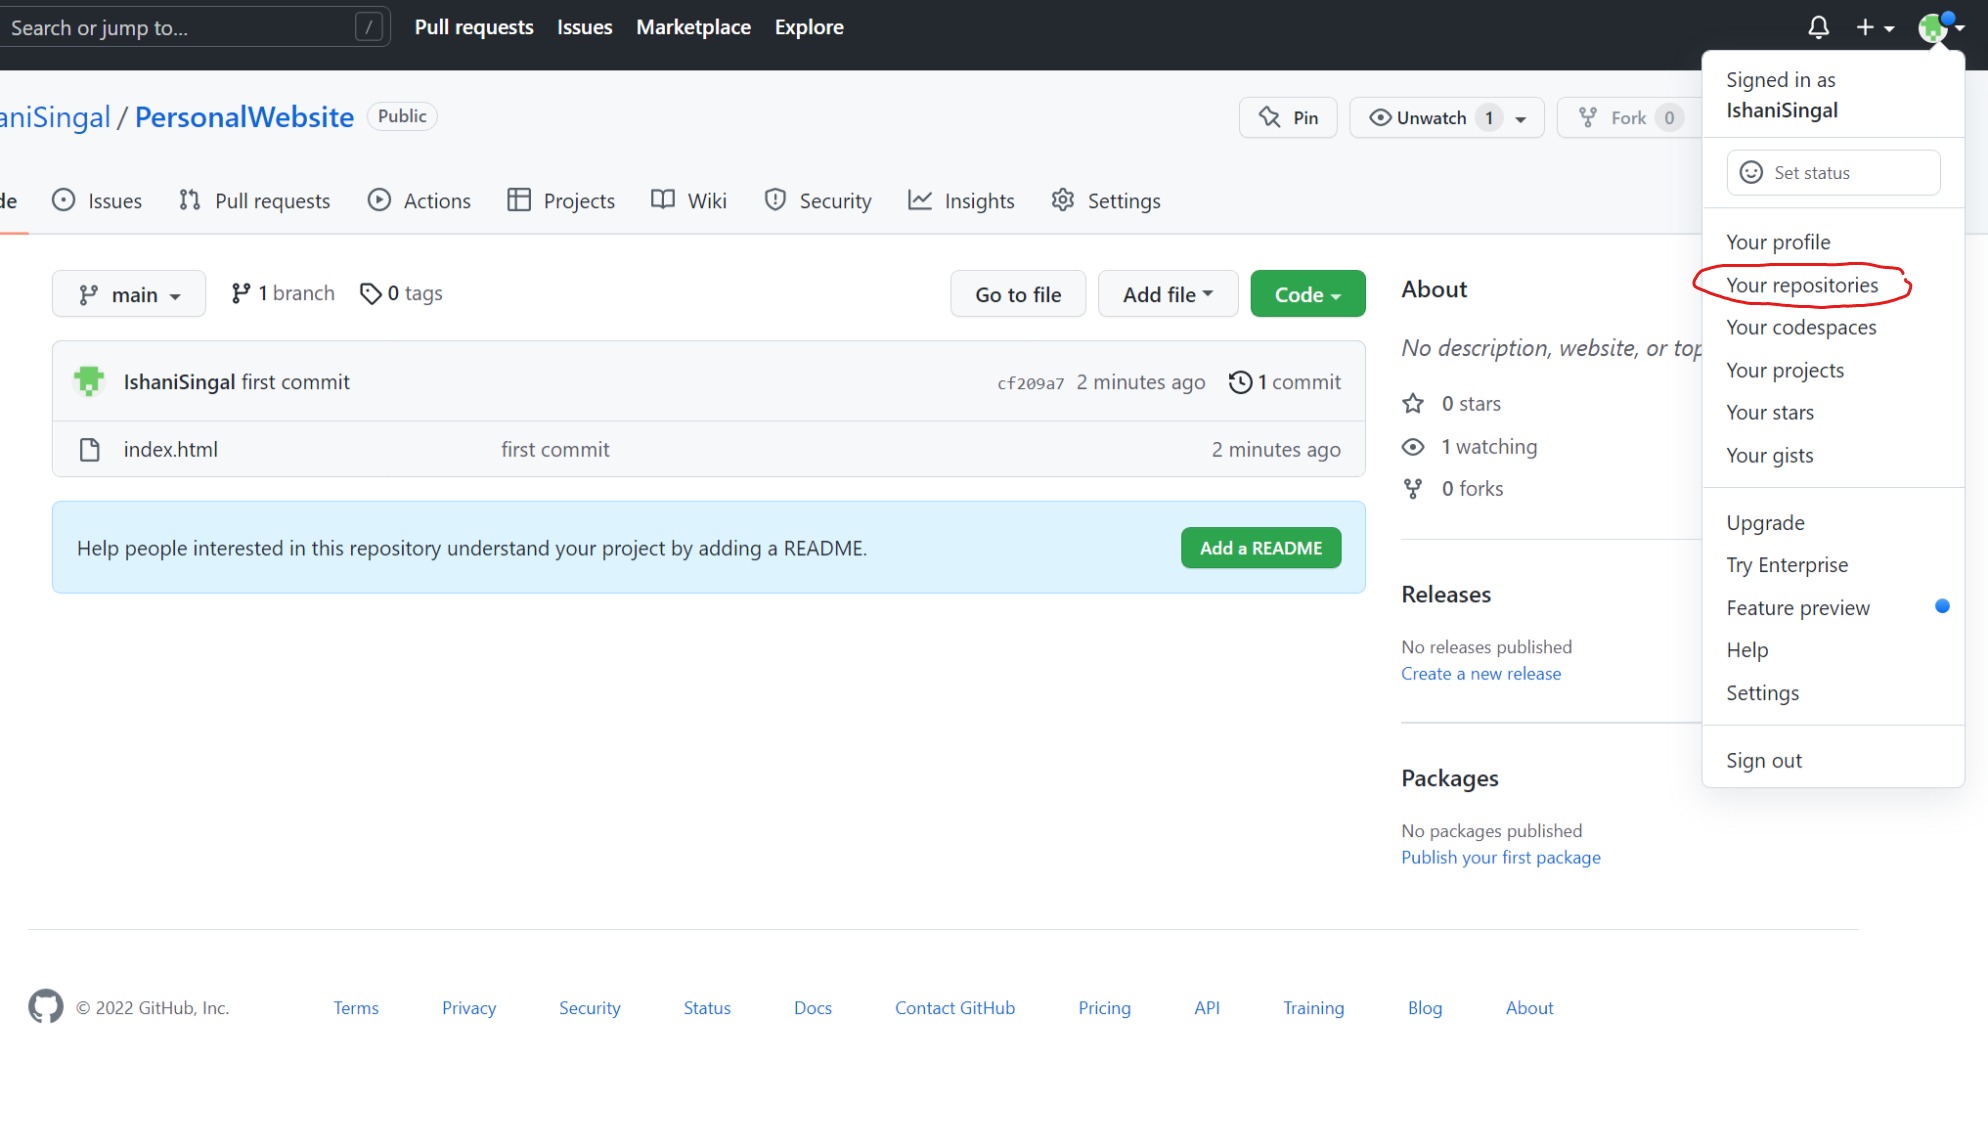 Search or jump to... /
Pull requests Issues Marketplace Explore
aniSingal / PersonalWebsite Public
Pin
Unwatch 1
Fork 0
de Issues Pull requests Actions Projects Wiki Security Insights Settings
main 1 branch 0 tags
Go to file Add file Code
IshaniSingal first commit cf209a7 2 minutes ago 1 commit
index.html first commit 2 minutes ago
Help people interested in this repository understand your project by adding a README. Add a README
About
No description, website, or top
0 stars
1 watching
0 forks
Releases
No releases published
Create a new release
Packages
No packages published
Publish your first package
Signed in as
IshaniSingal
Set status
Your profile
Your repositories
Your codespaces
Your projects
Your stars
Your gists
Upgrade
Try Enterprise
Feature preview
Help
Settings
Sign out
© 2022 GitHub, Inc. Terms Privacy Security Status Docs Contact GitHub Pricing API Training Blog About